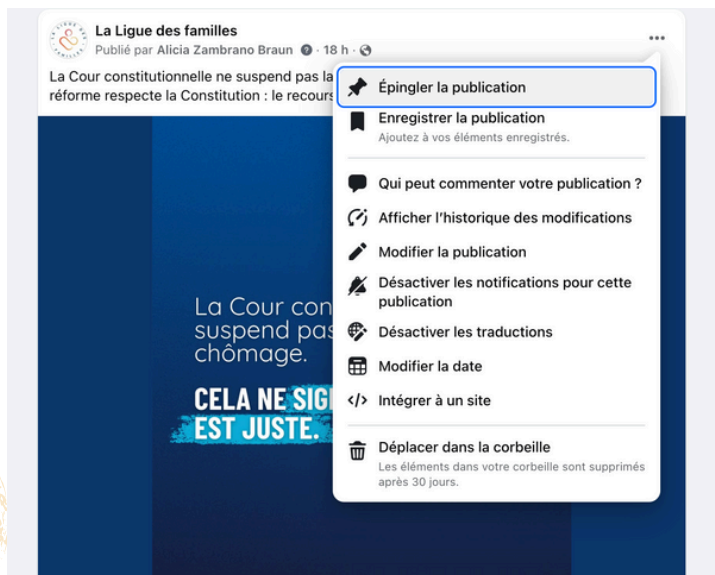 La Ligue des familles
Publié par Alicia Zambrano Braun · 18 h ·
La Cour constitutionnelle ne suspend pas la
réforme respecte la Constitution : le recours
Épingler la publication
Enregistrer la publication
Ajoutez à vos éléments enregistrés.
Qui peut commenter votre publication ?
Afficher l’historique des modifications
Modifier la publication
Désactiver les notifications pour cette
publication
Désactiver les traductions
Modifier la date
</> Intégrer à un site
Déplacer dans la corbeille
Les éléments dans votre corbeille sont supprimés
après 30 jours.
La Cour
suspend pas
chômage.
CELA NE
EST JUSTE.